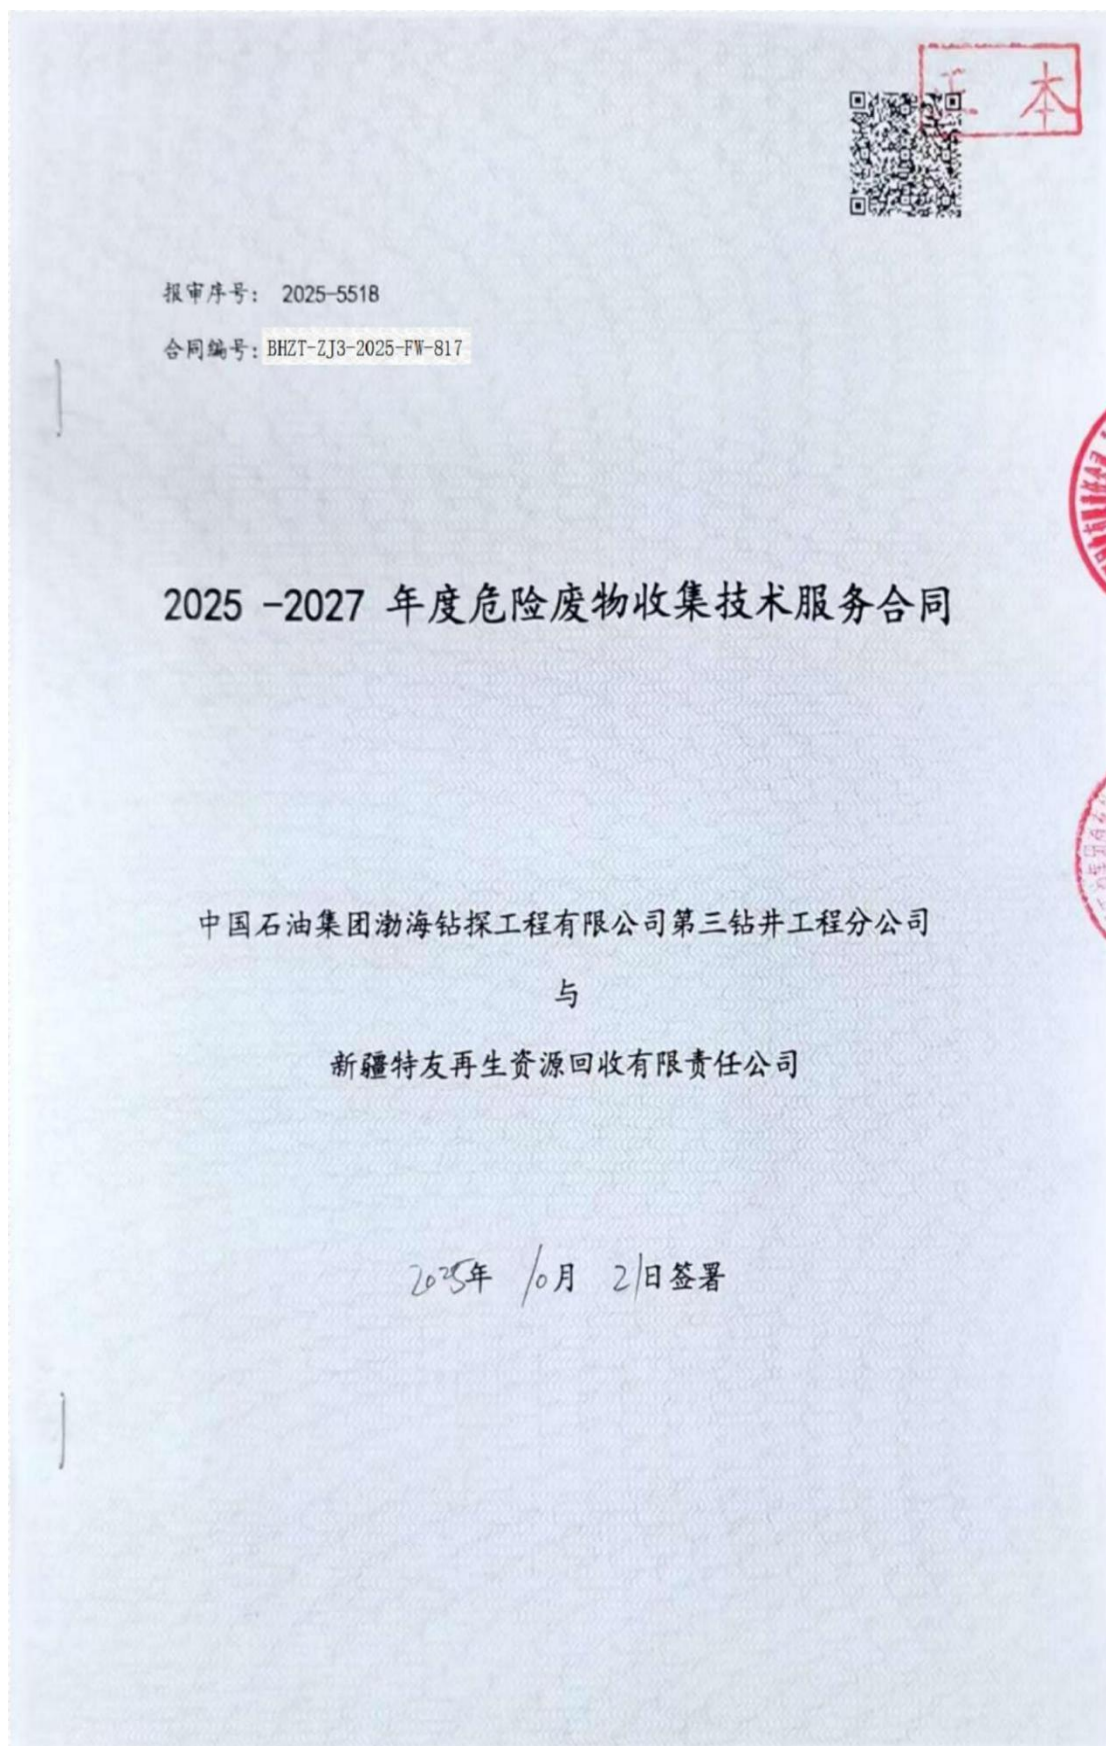 正本
报审序号： 2025-5518
合同编号：BHZT-ZJ3-2025-FW-817
2025 -2027 年度危险废物收集技术服务合同
中国石油集团渤海钻探工程有限公司第三钻井工程分公司
与
新疆特友再生资源回收有限责任公司
2025年 10月 21日签署